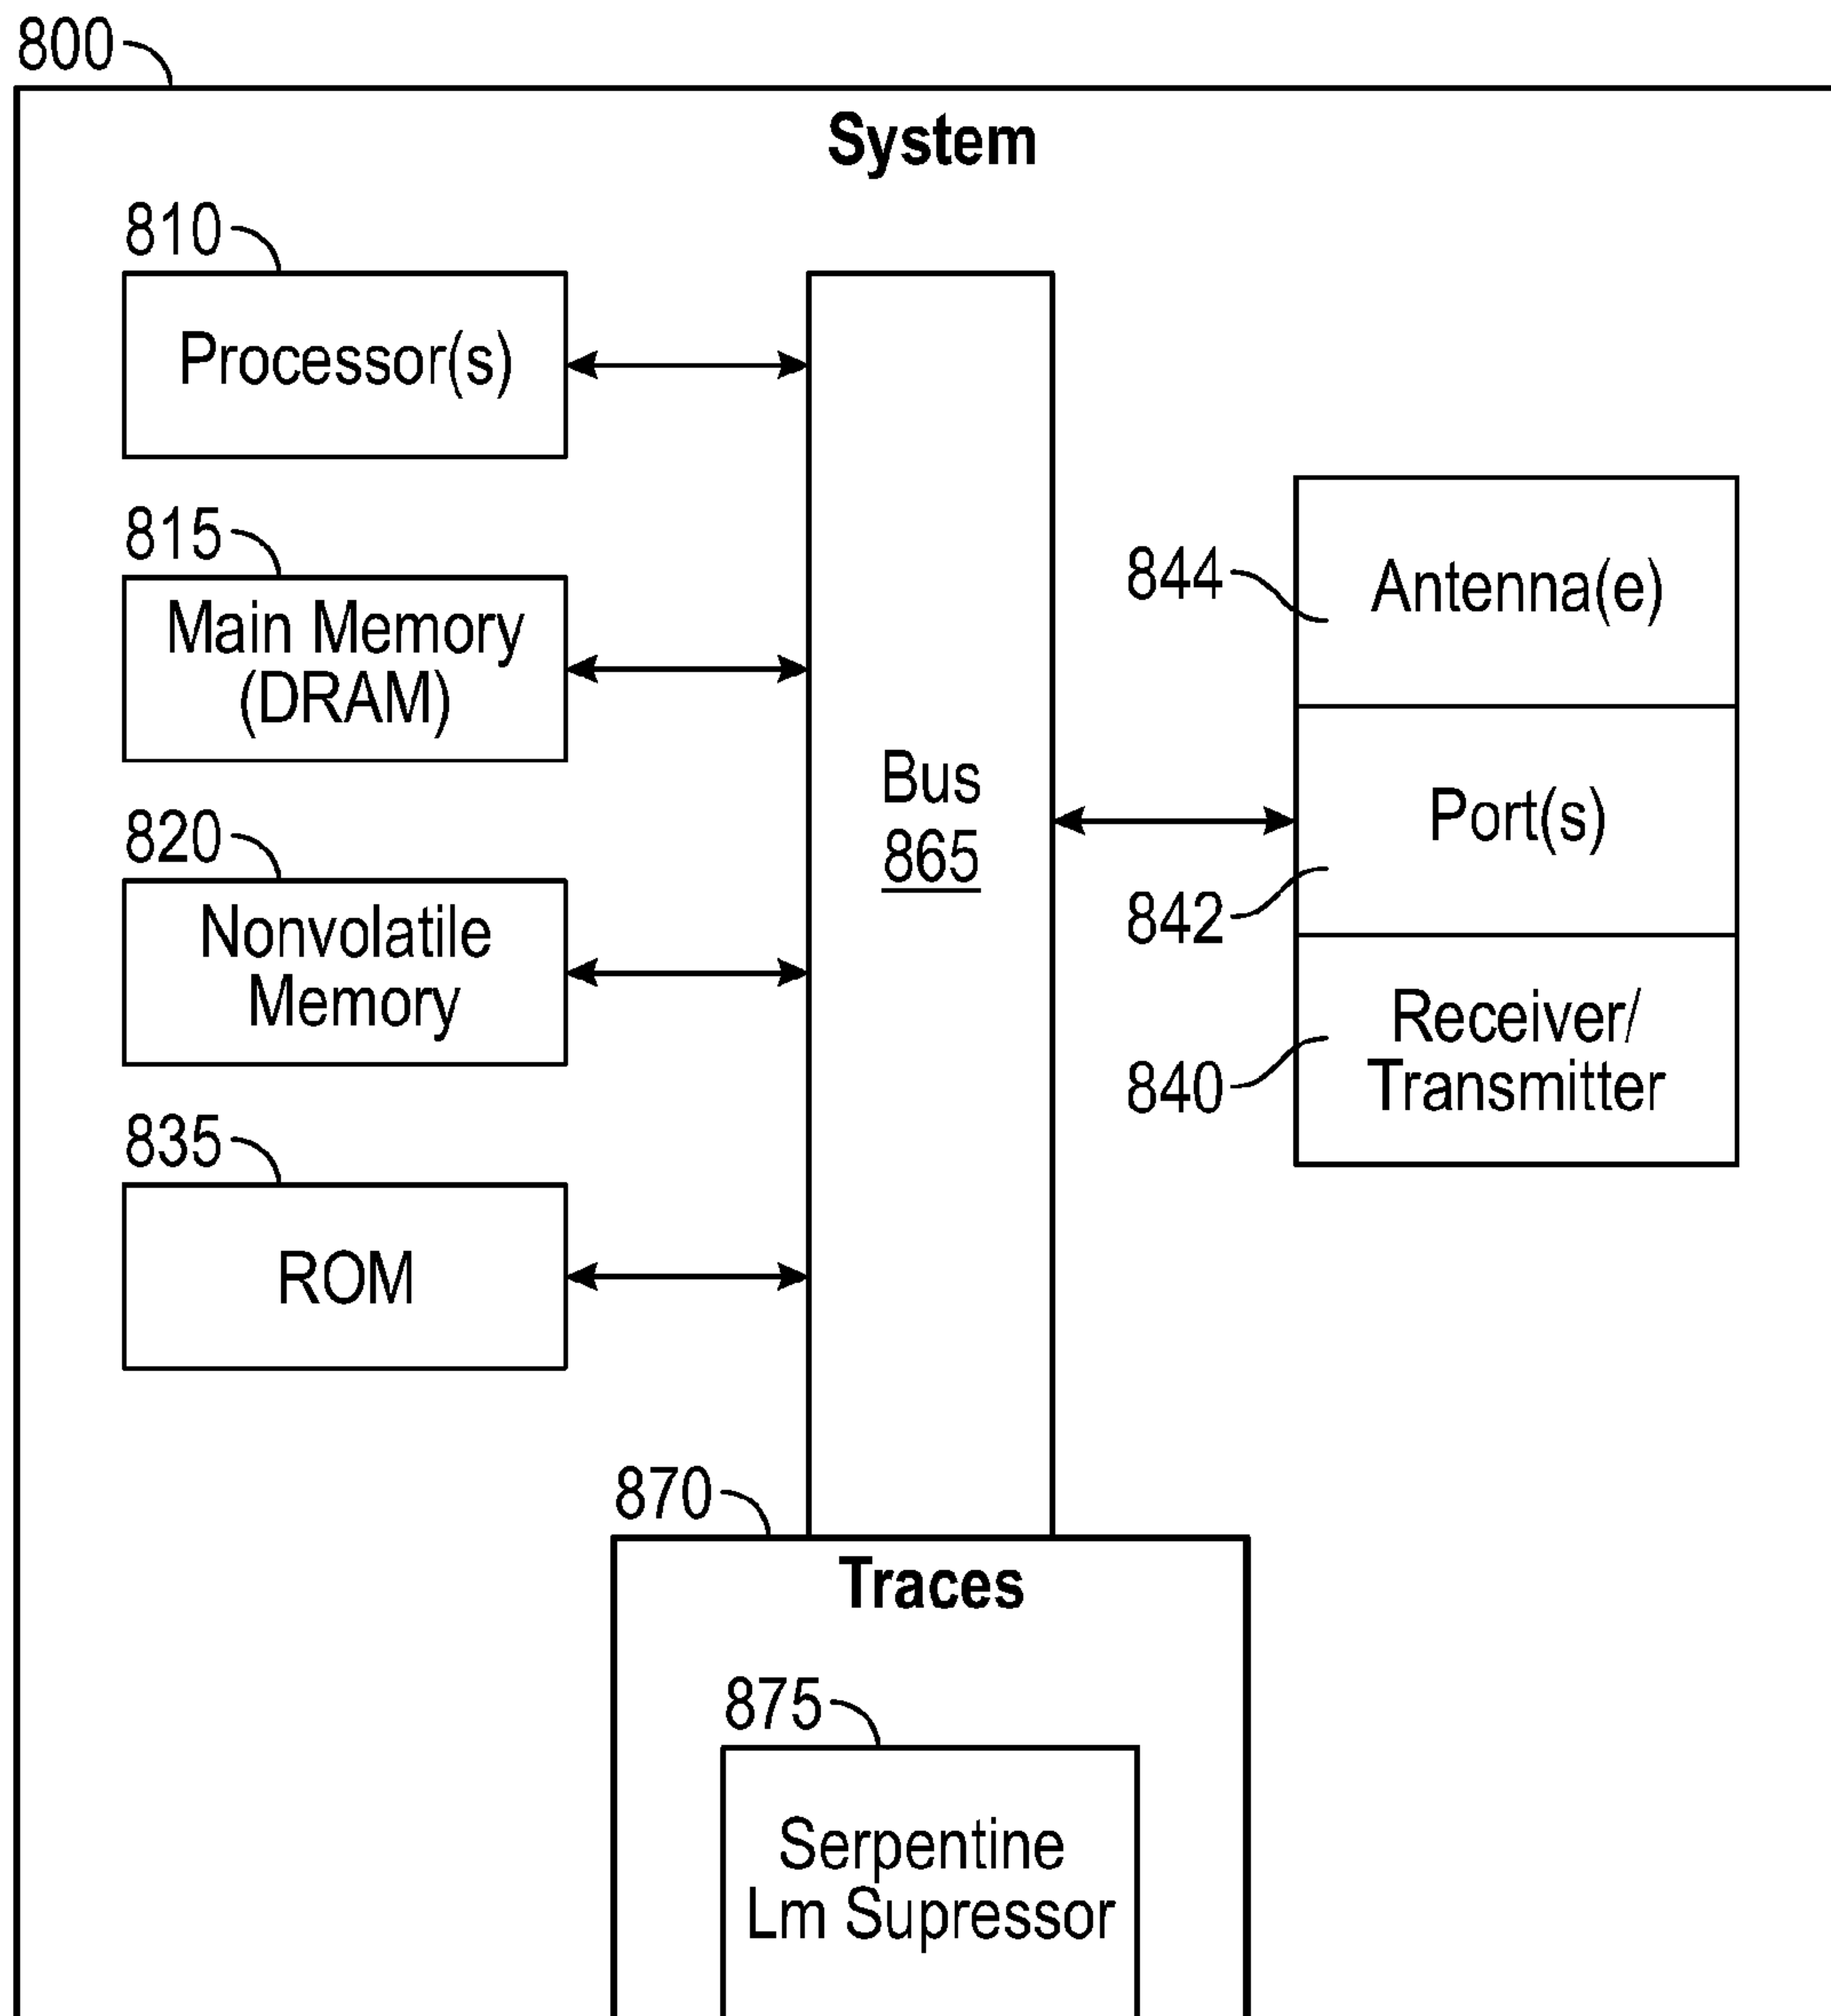 800
System
810
Processor(s)
815
Main Memory
(DRAM)
820
Nonvolatile
Memory
835
ROM
Bus
865
844
Antenna(e)
Port(s)
842
Receiver/
Transmitter
840
870
Traces
875
Serpentine
Lm Supressor